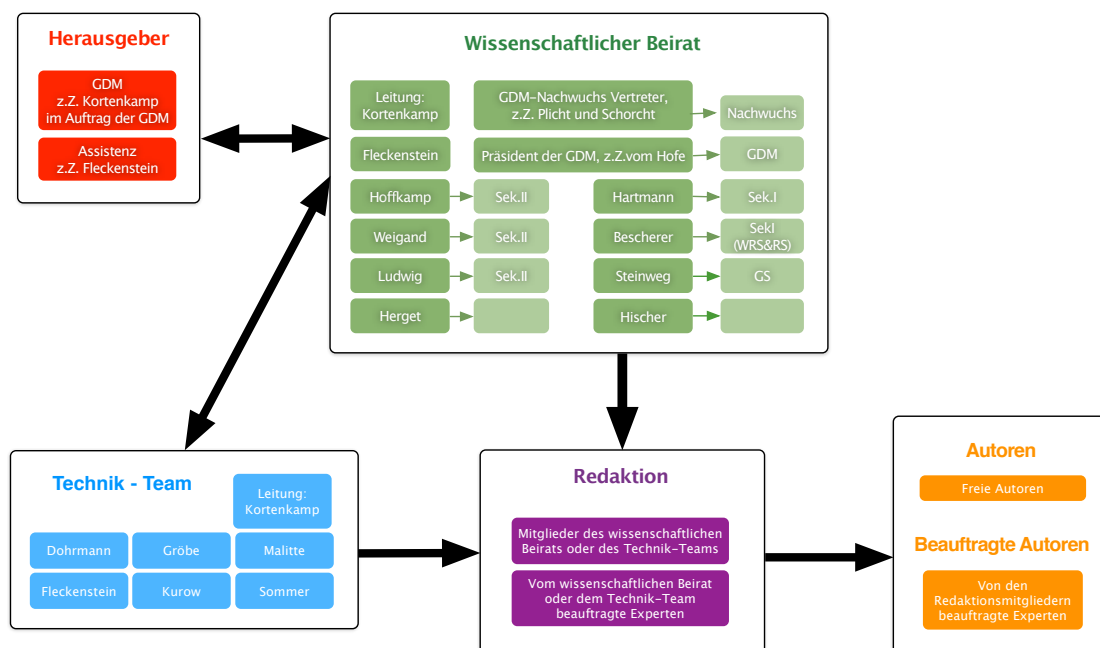 Herausgeber
GDM
z.Z. Kortenkamp
im Auftrag der GDM
Assistenz
z.Z. Fleckenstein
Wissenschaftlicher Beirat
Leitung:
Kortenkamp
GDM-Nachwuchs Vertreter,
z.Z. Plicht und Schorcht
Nachwuchs
Fleckenstein
Präsident der GDM, z.Z.vom Hofe
GDM
Hoffkamp
Sek.II
Hartmann
Sek.I
Weigand
Sek.II
Bescherer
SekI
(WRS&RS)
Ludwig
Sek.II
Steinweg
GS
Herget
Hischer
Technik - Team
Leitung:
Kortenkamp
Dohrmann
Gröbe
Malitte
Fleckenstein
Kurow
Sommer
Redaktion
Mitglieder des wissenschaftlichen
Beirats oder des Technik-Teams
Vom wissenschaftlichen Beirat
oder dem Technik-Team
beauftragte Experten
Autoren
Freie Autoren
Beauftragte Autoren
Von den
Redaktionsmitgliedern
beauftragte Experten